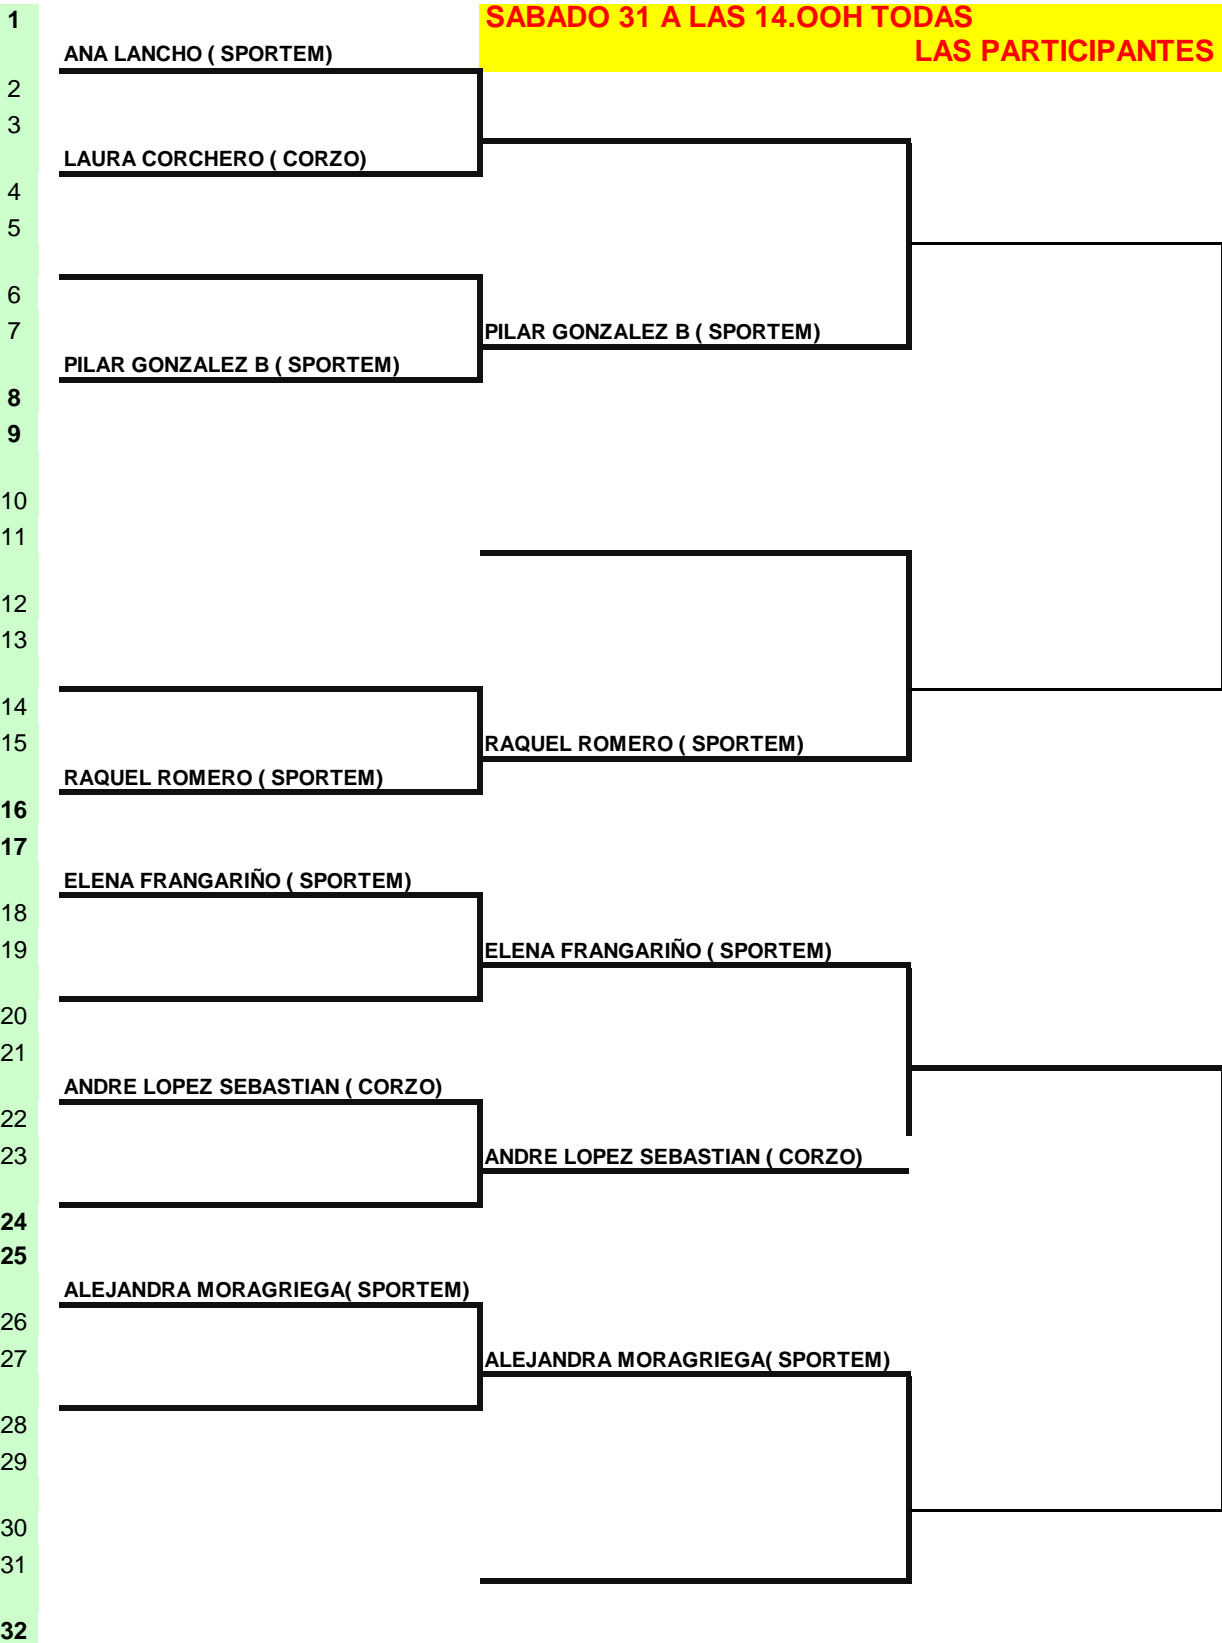 1
SABADO 31 A LAS 14.OOH TODAS
ANA LANCHO ( SPORTEM)
LAS PARTICIPANTES
2
3
LAURA CORCHERO ( CORZO)
4
5
6
7
PILAR GONZALEZ B ( SPORTEM)
PILAR GONZALEZ B ( SPORTEM)
8
9
10
11
12
13
14
15
RAQUEL ROMERO ( SPORTEM)
RAQUEL ROMERO ( SPORTEM)
16
17
ELENA FRANGARIÑO ( SPORTEM)
18
19
ELENA FRANGARIÑO ( SPORTEM)
20
21
ANDRE LOPEZ SEBASTIAN ( CORZO)
22
23
ANDRE LOPEZ SEBASTIAN ( CORZO)
24
25
ALEJANDRA MORAGRIEGA( SPORTEM)
26
27
ALEJANDRA MORAGRIEGA( SPORTEM)
28
29
30
31
32